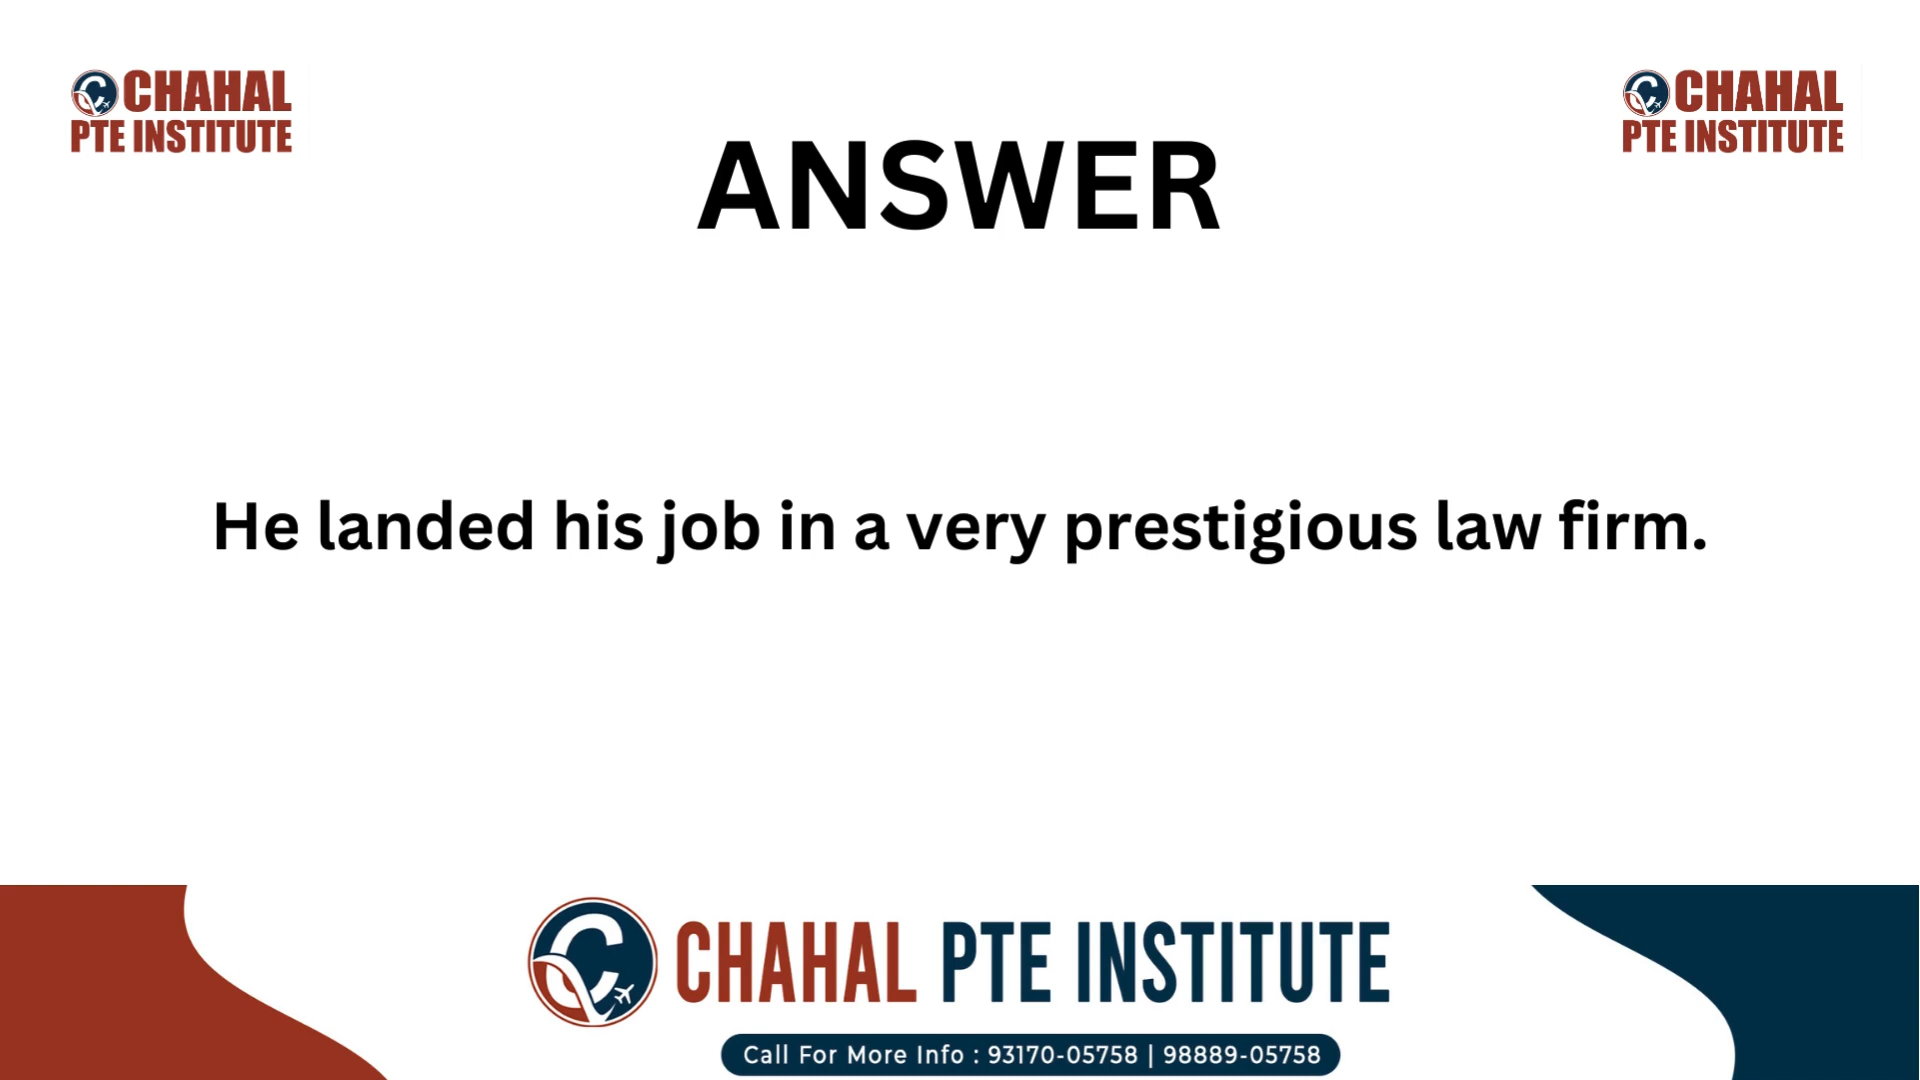 CHAHAL
PTE INSTITUTE
CHAHAL
PTE INSTITUTE
ANSWER
He landed his job in a very prestigious law firm.
CHAHAL PTE INSTITUTE
Call For More Info : 93170-05758 | 98889-05758